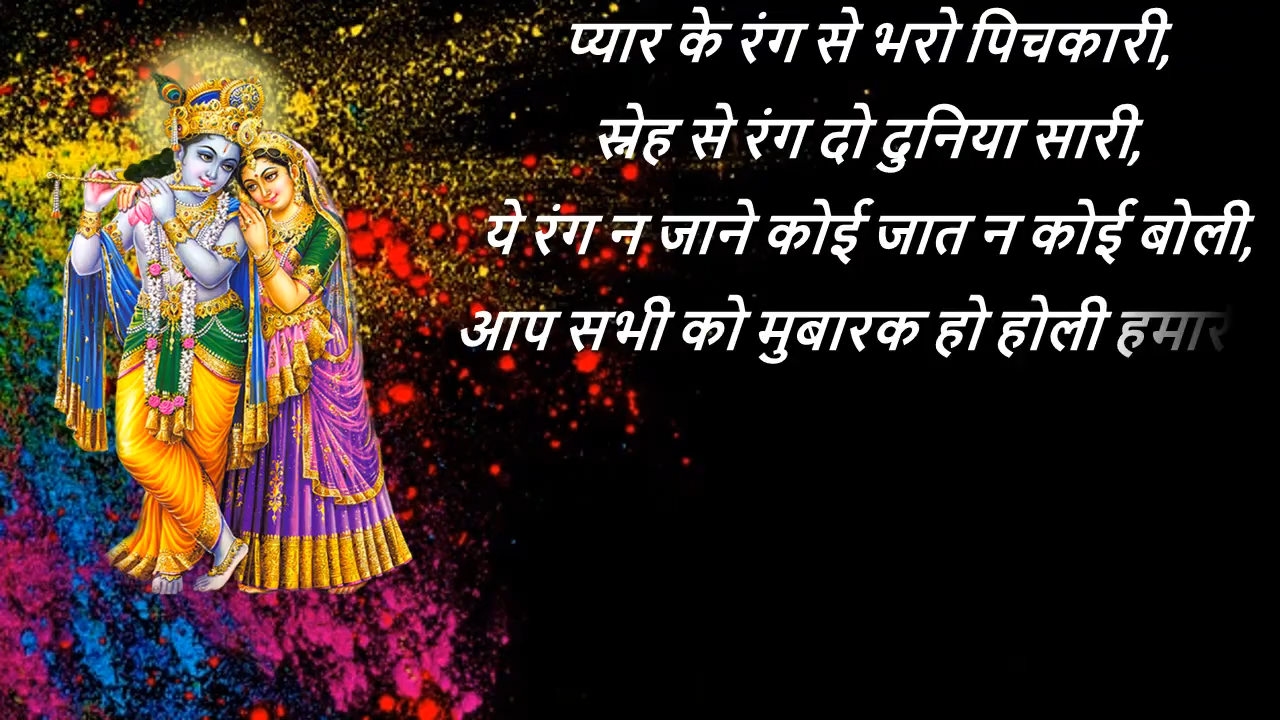 प्यार के रंग से भरो पिचकारी,
स्नेह से रंग दो दुनिया सारी,
ये रंग न जाने कोई जात न कोई बोली,
आप सभी को मुबारक हो होली